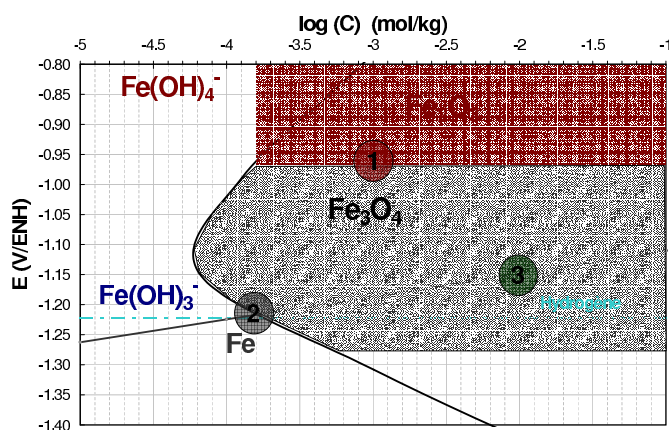 log (C) (mol/kg)
-5 -4.5 -4 -3.5 -3 -2.5 -2 -1.5 -1
E (V/ENH)
-0.80
-0.85
-0.90
-0.95
-1.00
-1.05
-1.10
-1.15
-1.20
-1.25
-1.30
-1.35
-1.40
Fe(OH)₄⁻
Fe₂O₃
1
Fe₃O₄
3
Fe(OH)₃⁻
Hydrogène
2
Fe